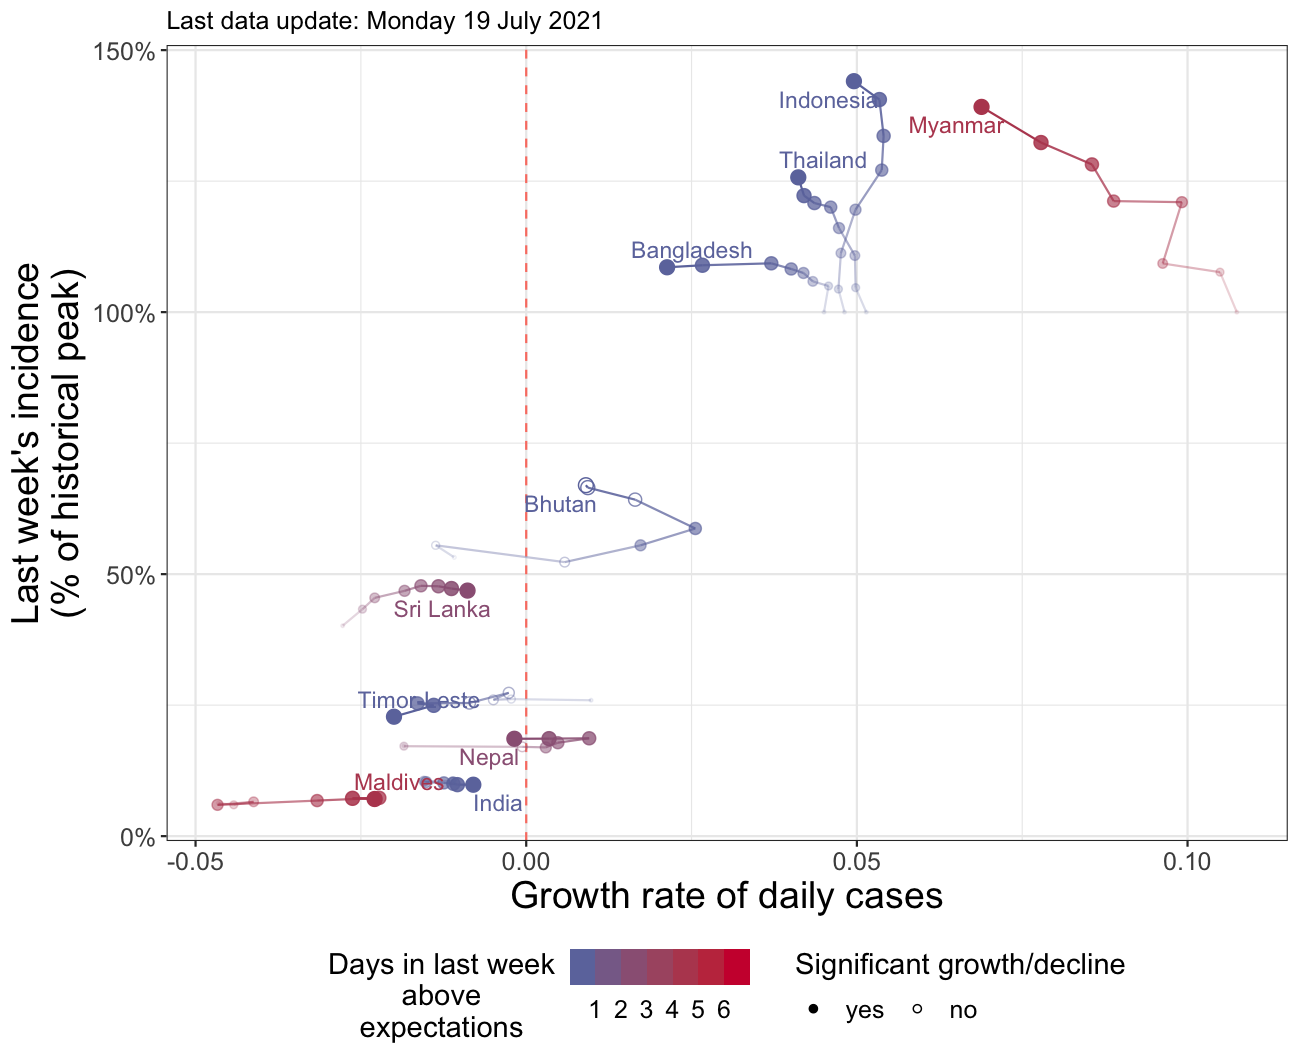 Last data update: Monday 19 July 2021
Last week's incidence
(% of historical peak)
150%
100%
50%
0%
Indonesia
Myanmar
Thailand
Bangladesh
Bhutan
Sri Lanka
Timor Leste
Nepal
Maldives
India
-0.05 0.00 0.05 0.10
Growth rate of daily cases
Days in last week
above
expectations
1 2 3 4 5 6
Significant growth/decline
yes no